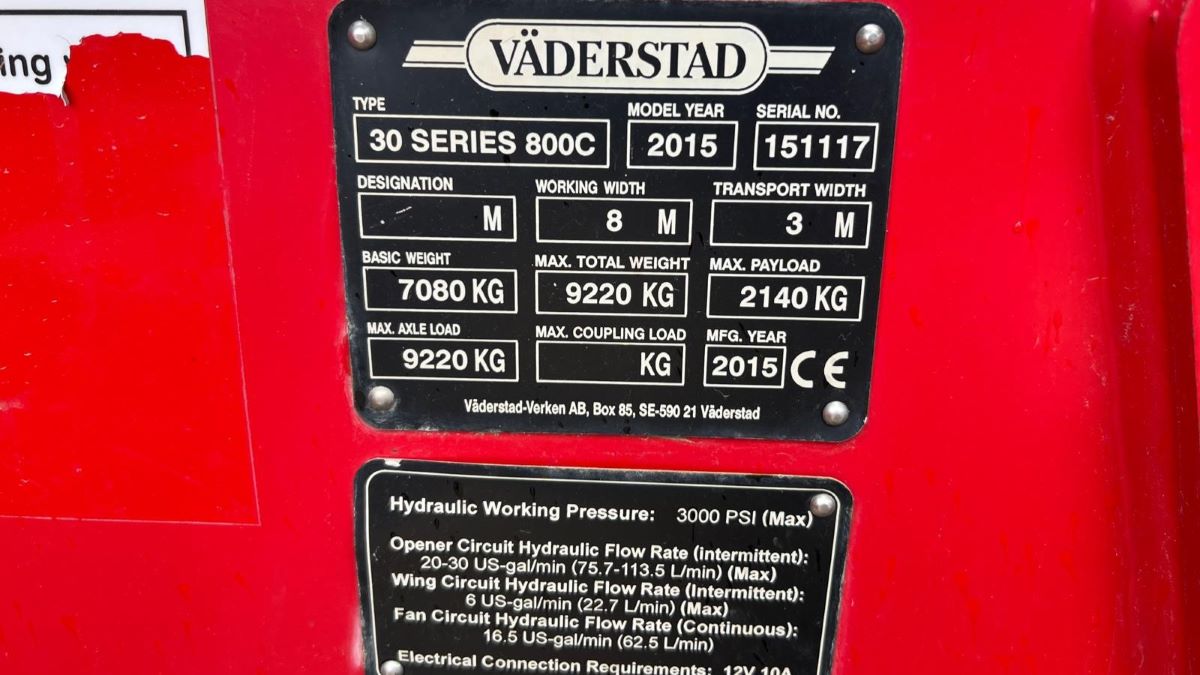 ing
VÄDERSTAD
TYPE MODEL YEAR SERIAL NO.
30 SERIES 800C 2015 151117
DESIGNATION WORKING WIDTH TRANSPORT WIDTH
M 8 M 3 M
BASIC WEIGHT MAX. TOTAL WEIGHT MAX. PAYLOAD
7080 KG 9220 KG 2140 KG
MAX. AXLE LOAD MAX. COUPLING LOAD MFG. YEAR
9220 KG KG 2015 CE
Väderstad-Verken AB, Box 85, SE-590 21 Väderstad
Hydraulic Working Pressure: 3000 PSI (Max)
Opener Circuit Hydraulic Flow Rate (intermittent):
20-30 US-gal/min (75.7-113.5 L/min) (Max)
Wing Circuit Hydraulic Flow Rate (Intermittent):
6 US-gal/min (22.7 L/min) (Max)
Fan Circuit Hydraulic Flow Rate (Continuous):
16.5 US-gal/min (62.5 L/min)
Electrical Connection Requirements: 12V 10A